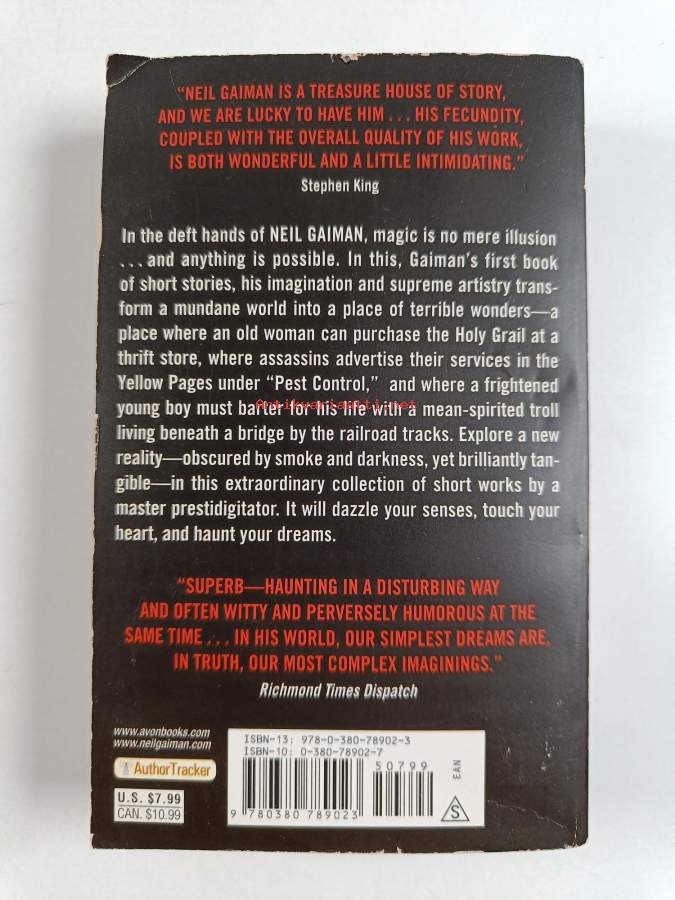 “NEIL GAIMAN IS A TREASURE HOUSE OF STORY,
AND WE ARE LUCKY TO HAVE HIM . . . HIS FECUNDITY,
COUPLED WITH THE OVERALL QUALITY OF HIS WORK,
IS BOTH WONDERFUL AND A LITTLE INTIMIDATING.”
Stephen King
In the deft hands of NEIL GAIMAN, magic is no mere illusion
. . . and anything is possible. In this, Gaiman’s first book
of short stories, his imagination and supreme artistry trans-
form a mundane world into a place of terrible wonders—a
place where an old woman can purchase the Holy Grail at a
thrift store, where assassins advertise their services in the
Yellow Pages under “Pest Control,” and where a frightened
young boy must barter for his life with a mean-spirited troll
Antikvariaatti.net
living beneath a bridge by the railroad tracks. Explore a new
reality—obscured by smoke and darkness, yet brilliantly tan-
gible—in this extraordinary collection of short works by a
master prestidigitator. It will dazzle your senses, touch your
heart, and haunt your dreams.
“SUPERB—HAUNTING IN A DISTURBING WAY
AND OFTEN WITTY AND PERVERSELY HUMOROUS AT THE
SAME TIME . . . IN HIS WORLD, OUR SIMPLEST DREAMS ARE,
IN TRUTH, OUR MOST COMPLEX IMAGININGS.”
Richmond Times Dispatch
www.avonbooks.com
www.neilgaiman.com
AuthorTracker
U.S. $7.99
CAN. $10.99
ISBN-13: 978-0-380-78902-3
ISBN-10: 0-380-78902-7
50799
9 780380 789023
EAN
S